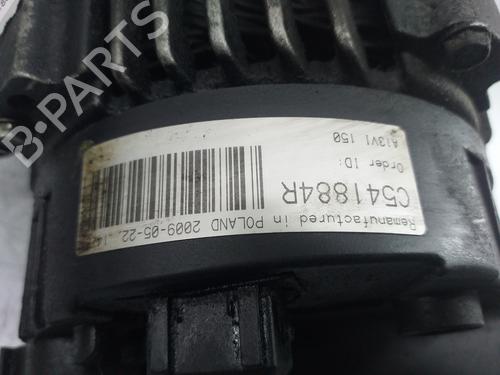 A13VI 150
Order ID:
C541884R
Remanufactured in POLAND 2009-05-22
B-PARTS